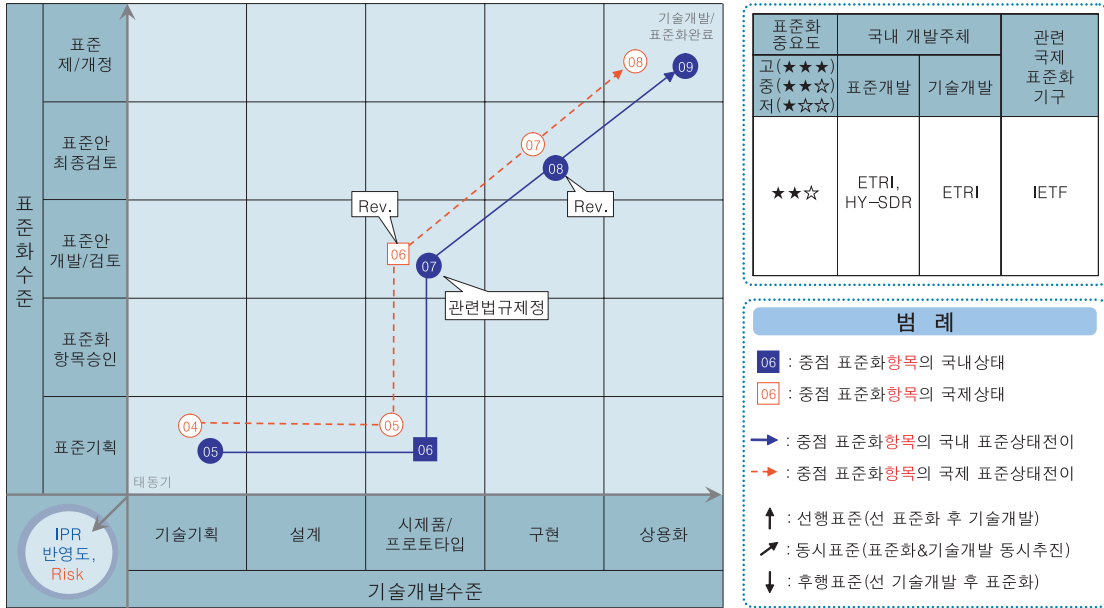 표준화수준
표준
제/개정
표준안
최종검토
표준안
개발/검토
표준화
항목승인
표준기획
기술개발/
표준화완료
08
09
07
08
Rev.
Rev.
06
07
관련법규제정
04
05
05
06
태동기
IPR
반영도,
Risk
기술기획
설계
시제품/
프로토타입
구현
상용화
기술개발수준
표준화
중요도
고(★★★)
중(★★☆)
저(★☆☆)
국내 개발주체
표준개발
기술개발
관련
국제
표준화
기구
★★☆
ETRI,
HY-SDR
ETRI
IETF
범 례
06 : 중점 표준화항목의 국내상태
06 : 중점 표준화항목의 국제상태
: 중점 표준화항목의 국내 표준상태전이
: 중점 표준화항목의 국제 표준상태전이
: 선행표준(선 표준화 후 기술개발)
: 동시표준(표준화&기술개발 동시추진)
: 후행표준(선 기술개발 후 표준화)